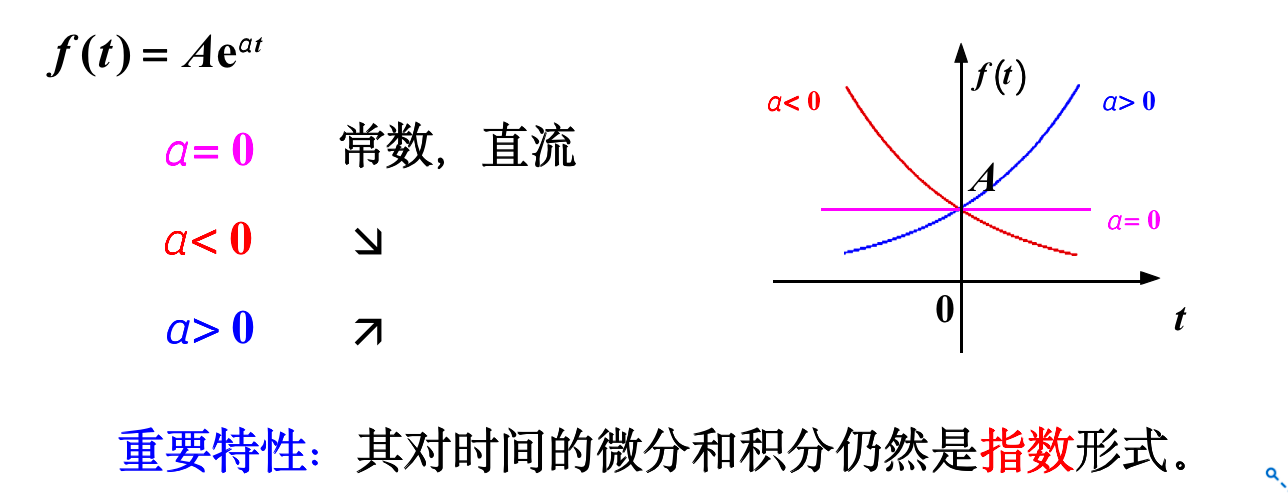 f(t) = Ae^{αt}
α= 0 常数，直流
α< 0 ↘
α> 0 ↗
f(t)
α< 0
α> 0
A
α= 0
0
t
重要特性：其对时间的微分和积分仍然是指数形式。